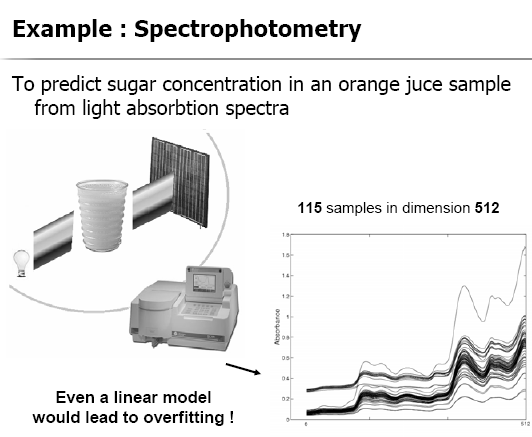 Example : Spectrophotometry
To predict sugar concentration in an orange juce sample
from light absorbtion spectra
115 samples in dimension 512
1.8
1.6
1.4
1.2
1
0.8
0.6
0.4
0.2
0
Absorbance
512
Even a linear model
would lead to overfitting !